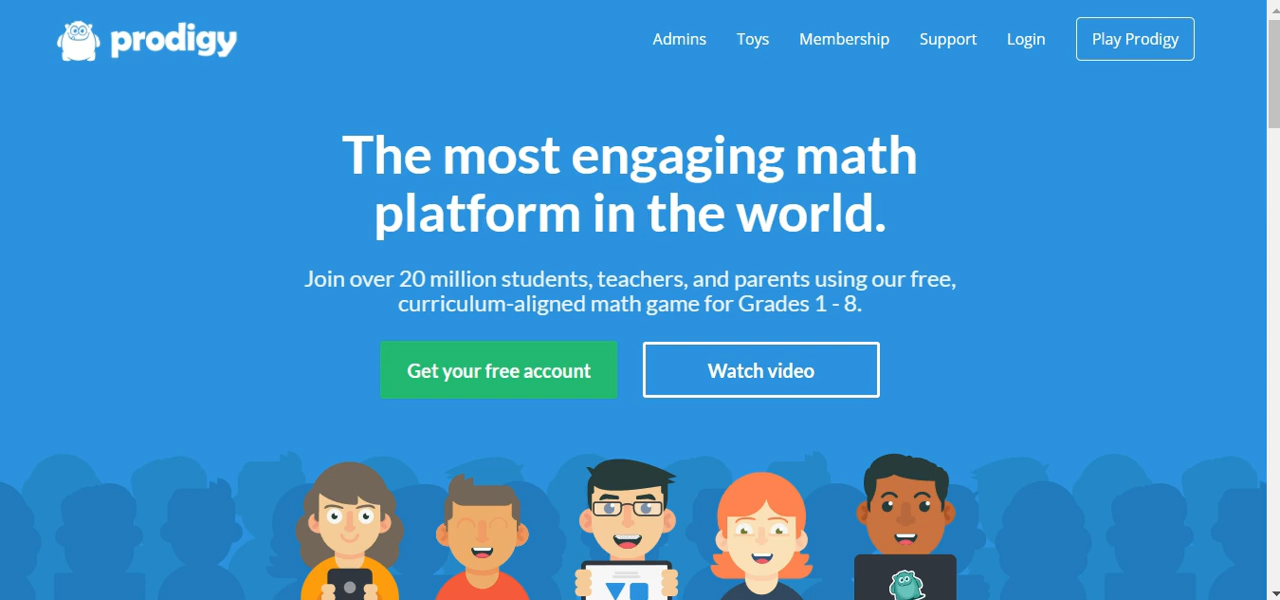 prodigy
Admins Toys Membership Support Login Play Prodigy
The most engaging math
platform in the world.
Join over 20 million students, teachers, and parents using our free,
curriculum-aligned math game for Grades 1 - 8.
Get your free account Watch video